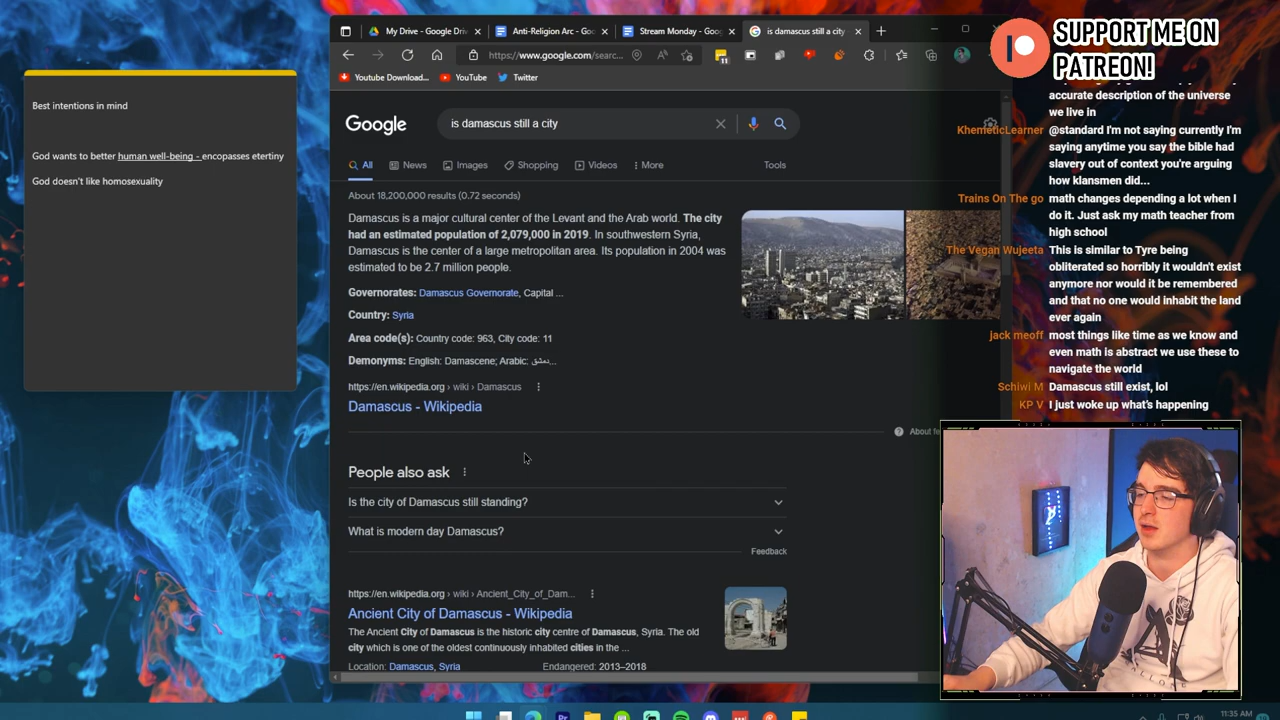 Best intentions in mind
God wants to better human well-being - encopasses etertiny
God doesn't like homosexuality
My Drive - Google Driv
Anti-Religion Arc - Goo
Stream Monday - Goog
is damascus still a city
https://www.google.com/searc...
11
Youtube Download...
YouTube
Twitter
Google
is damascus still a city
All
News
Images
Shopping
Videos
More
Tools
About 18,200,000 results (0.72 seconds)
Damascus is a major cultural center of the Levant and the Arab world. The city
had an estimated population of 2,079,000 in 2019. In southwestern Syria,
Damascus is the center of a large metropolitan area. Its population in 2004 was
estimated to be 2.7 million people.
Governorates: Damascus Governorate, Capital ...
Country: Syria
Area code(s): Country code: 963, City code: 11
Demonyms: English: Damascene; Arabic:
https://en.wikipedia.org › wiki › Damascus
Damascus - Wikipedia
About fe
People also ask
Is the city of Damascus still standing?
What is modern day Damascus?
Feedback
https://en.wikipedia.org › wiki › Ancient_City_of_Dam...
Ancient City of Damascus - Wikipedia
The Ancient City of Damascus is the historic city centre of Damascus, Syria. The old
city which is one of the oldest continuously inhabited cities in the ...
Location: Damascus, Syria
Endangered: 2013–2018
SUPPORT ME ON
PATREON!
accurate description of the universe
we live in
KhemeticLearner @standard I'm not saying currently I'm
saying anytime you say the bible had
slavery out of context you're arguing
how klansmen did...
Trains On The go math changes depending a lot when I
do it. Just ask my math teacher from
high school
The Vegan Wujeeta This is similar to Tyre being
obliterated so horribly it wouldn't exist
anymore nor would it be remembered
and that no one would inhabit the land
ever again
jack meoff most things like time as we know and
even math is abstract we use these to
navigate the world
Schiwi M Damascus still exist, lol
KP V I just woke up what's happening
11:35 AM